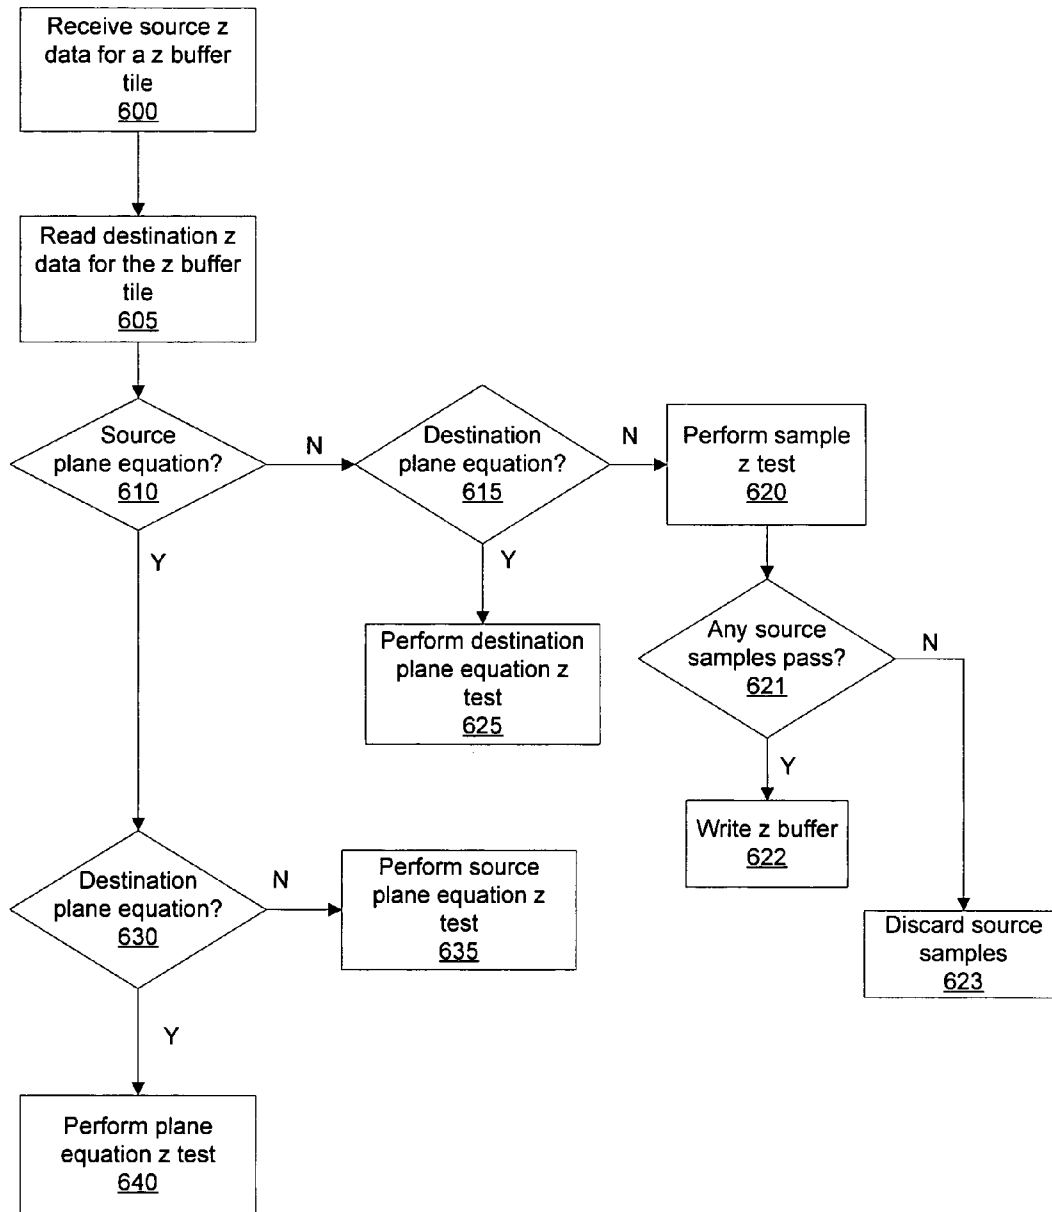 Receive source z
data for a z buffer
tile
600
Read destination z
data for the z buffer
tile
605
Source
plane equation?
610
N
Y
Destination
plane equation?
615
N
Y
Perform sample
z test
620
Perform destination
plane equation z
test
625
Any source
samples pass?
621
N
Y
Write z buffer
622
Discard source
samples
623
Destination
plane equation?
630
N
Y
Perform source
plane equation z
test
635
Perform plane
equation z test
640